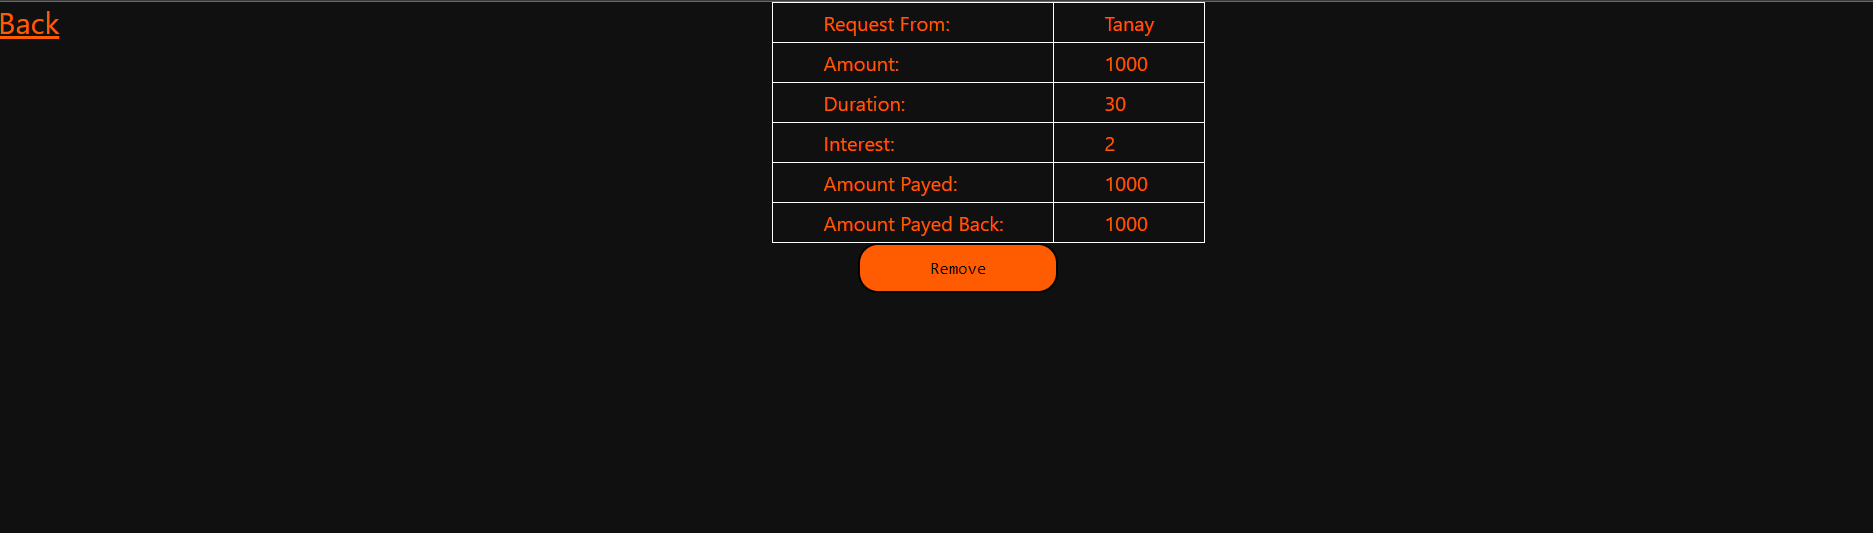 Back
Request From: Tanay
Amount: 1000
Duration: 30
Interest: 2
Amount Payed: 1000
Amount Payed Back: 1000
Remove